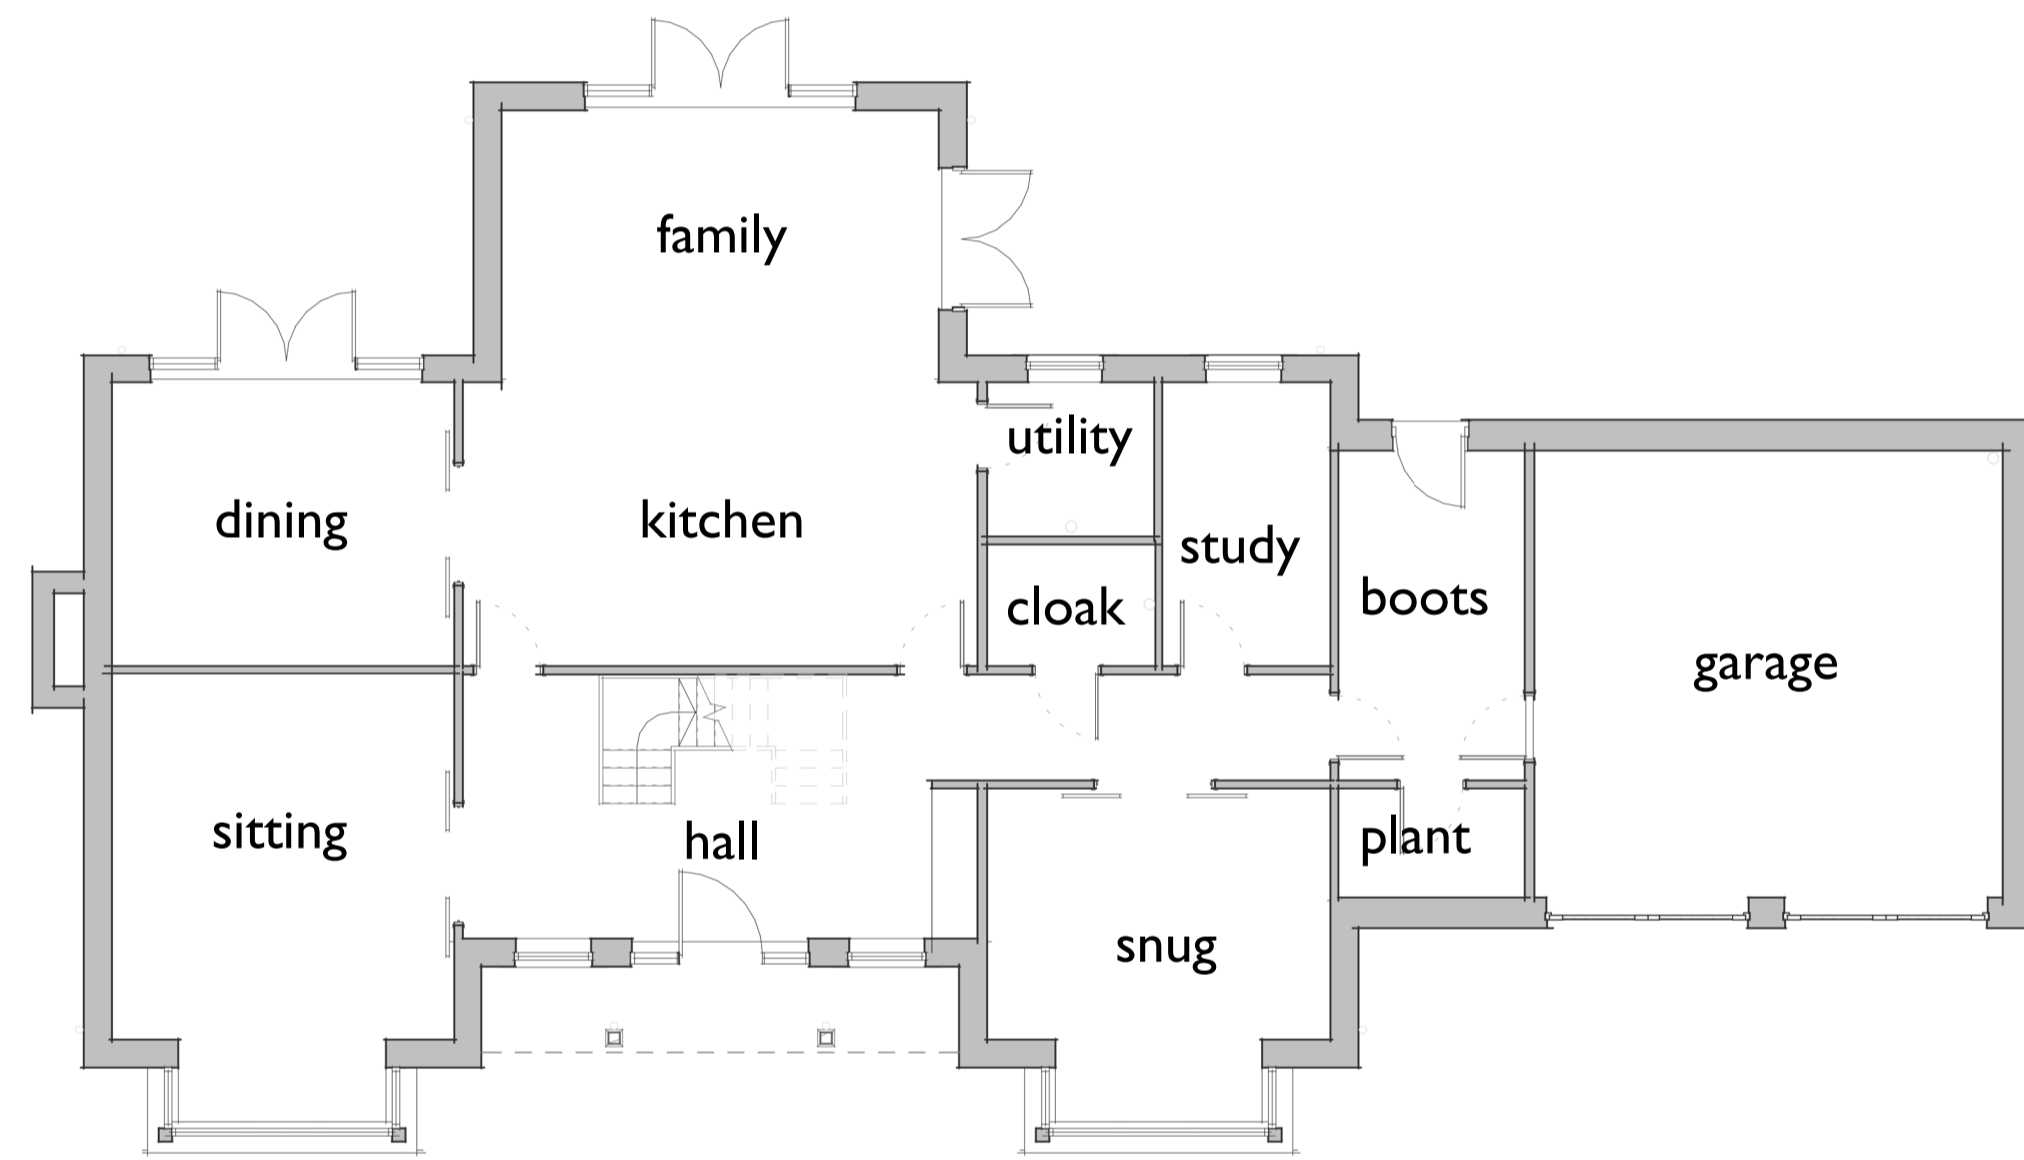 family
utility
dining
kitchen
study
boots
cloak
garage
sitting
hall
plant
snug